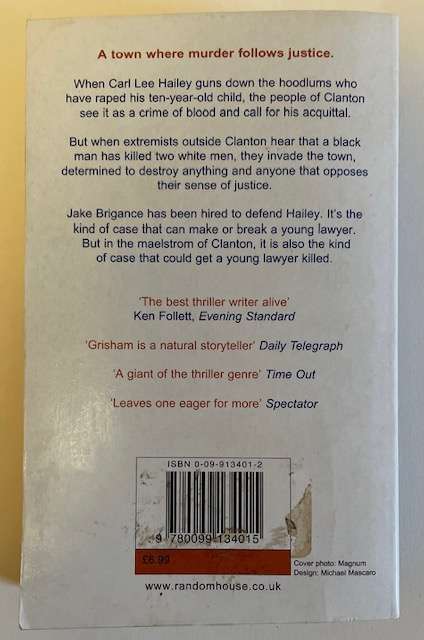 A town where murder follows justice.
When Carl Lee Hailey guns down the hoodlums who
have raped his ten-year-old child, the people of Clanton
see it as a crime of blood and call for his acquittal.
But when extremists outside Clanton hear that a black
man has killed two white men, they invade the town,
determined to destroy anything and anyone that opposes
their sense of justice.
Jake Brigance has been hired to defend Hailey. It's the
kind of case that can make or break a young lawyer.
But in the maelstrom of Clanton, it is also the kind
of case that could get a young lawyer killed.
'The best thriller writer alive'
Ken Follett, Evening Standard
'Grisham is a natural storyteller' Daily Telegraph
'A giant of the thriller genre' Time Out
'Leaves one eager for more' Spectator
ISBN 0-09-913401-2
9 780099 134015
£6.99
Cover photo: Magnum
Design: Michael Mascaro
www.randomhouse.co.uk